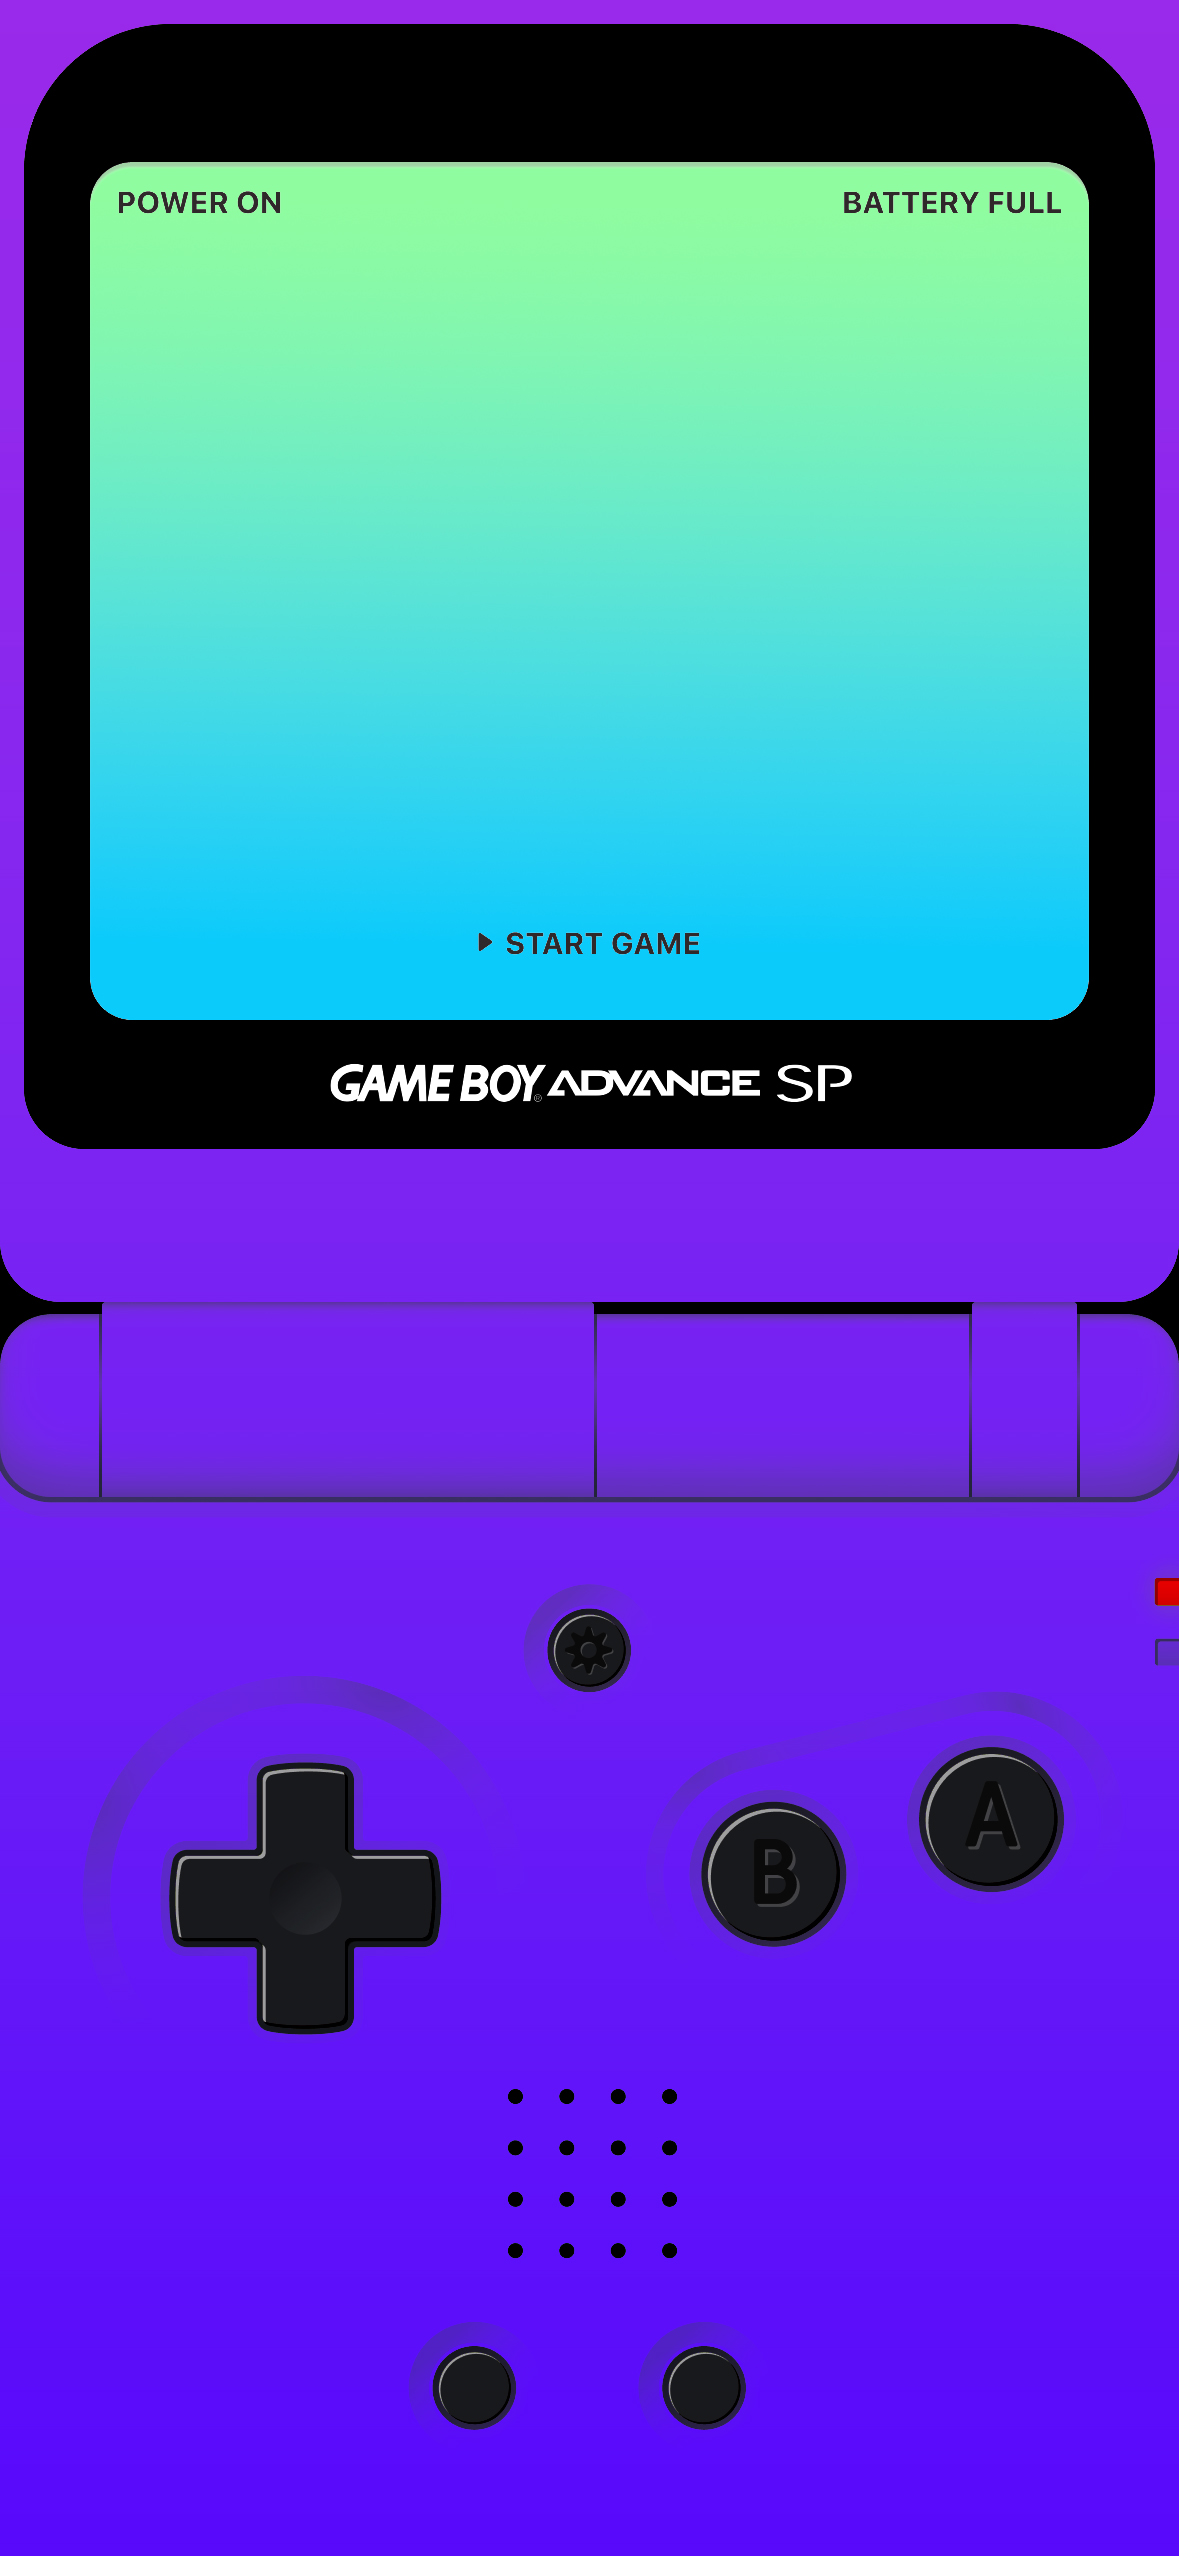 POWER ON
BATTERY FULL
▶ START GAME
GAME BOY® ADVANCE SP
A
B